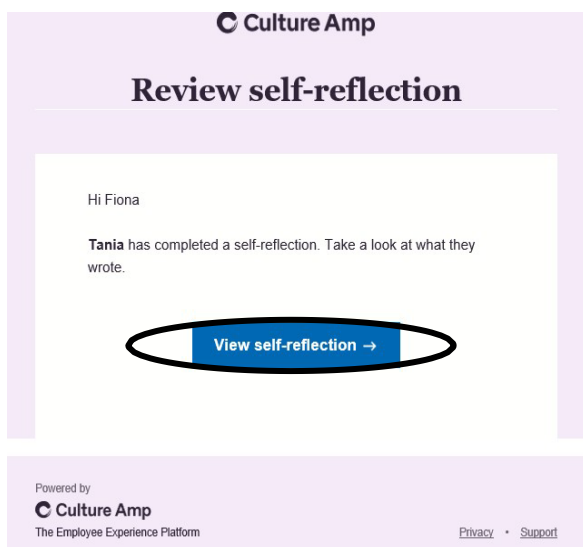 Culture Amp
Review self-reflection
Hi Fiona
Tania has completed a self-reflection. Take a look at what they
wrote.
View self-reflection →
Powered by
Culture Amp
The Employee Experience Platform
Privacy • Support